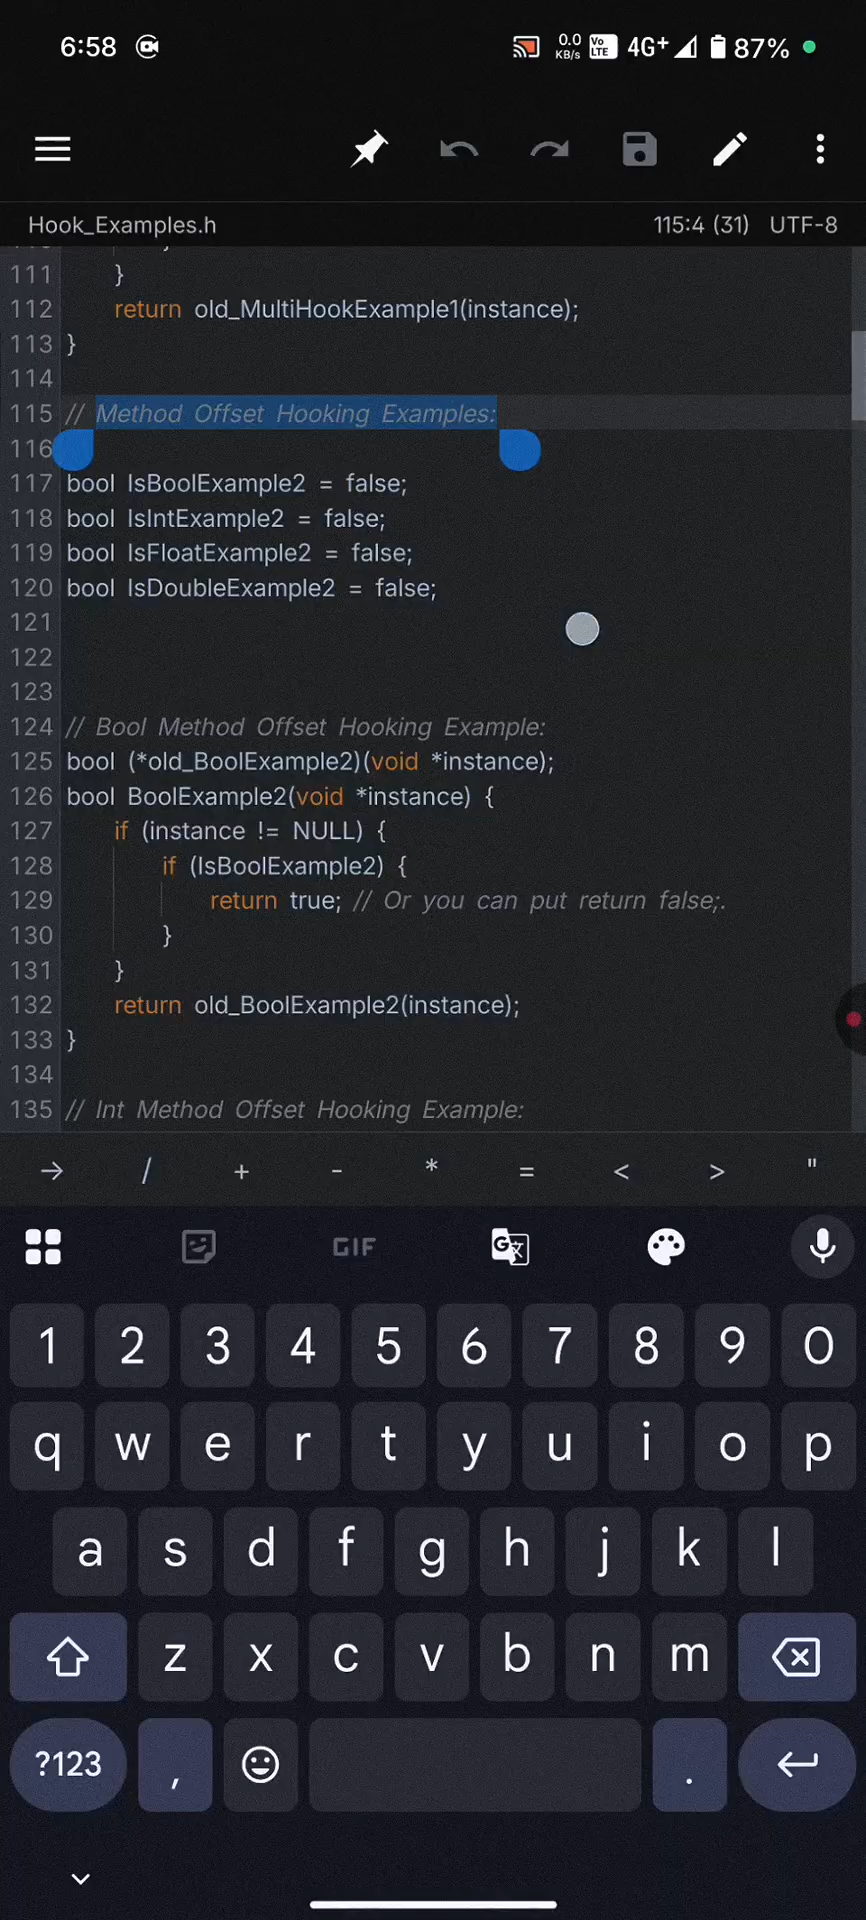 6:58 0.0 KB/s Vo LTE 4G+ 87%
Hook_Examples.h 115:4 (31) UTF-8
111 }
112 return old_MultiHookExample1(instance);
113 }
114
115 // Method Offset Hooking Examples:
116
117 bool IsBoolExample2 = false;
118 bool IsIntExample2 = false;
119 bool IsFloatExample2 = false;
120 bool IsDoubleExample2 = false;
121
122
123
124 // Bool Method Offset Hooking Example:
125 bool (*old_BoolExample2)(void *instance);
126 bool BoolExample2(void *instance) {
127 if (instance != NULL) {
128 if (IsBoolExample2) {
129 return true; // Or you can put return false;.
130 }
131 }
132 return old_BoolExample2(instance);
133 }
134
135 // Int Method Offset Hooking Example:
→ / + - * = < > "
GIF G
1 2 3 4 5 6 7 8 9 0
q w e r t y u i o p
a s d f g h j k l
z x c v b n m
?123 , .